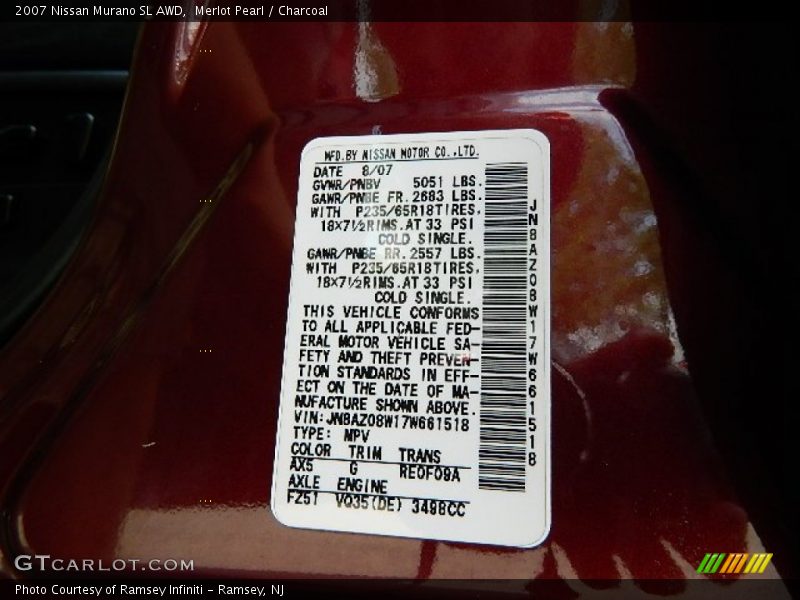 2007 Nissan Murano SL AWD, Merlot Pearl / Charcoal
MFD.BY NISSAN MOTOR CO.,LTD.
DATE 8/07
GVWR/PNBV 5051 LBS.
GAWR/PNBE FR. 2683 LBS.
WITH P235/65R18TIRES,
18X7½RIMS.AT 33 PSI
COLD SINGLE.
GAWR/PNBE RR. 2557 LBS.
WITH P235/65R18TIRES,
18X7½RIMS.AT 33 PSI
COLD SINGLE.
THIS VEHICLE CONFORMS
TO ALL APPLICABLE FED-
ERAL MOTOR VEHICLE SA-
FETY AND THEFT PREVEN-
TION STANDARDS IN EFF-
ECT ON THE DATE OF MA-
NUFACTURE SHOWN ABOVE.
VIN:JN8AZ08W17W661518
TYPE: MPV
COLOR TRIM TRANS
AX5 G RE0F09A
AXLE ENGINE
FZ51 VQ35(DE) 3498CC
JN8AZ08W17W661518
GTCARLOT.COM
Photo Courtesy of Ramsey Infiniti - Ramsey, NJ